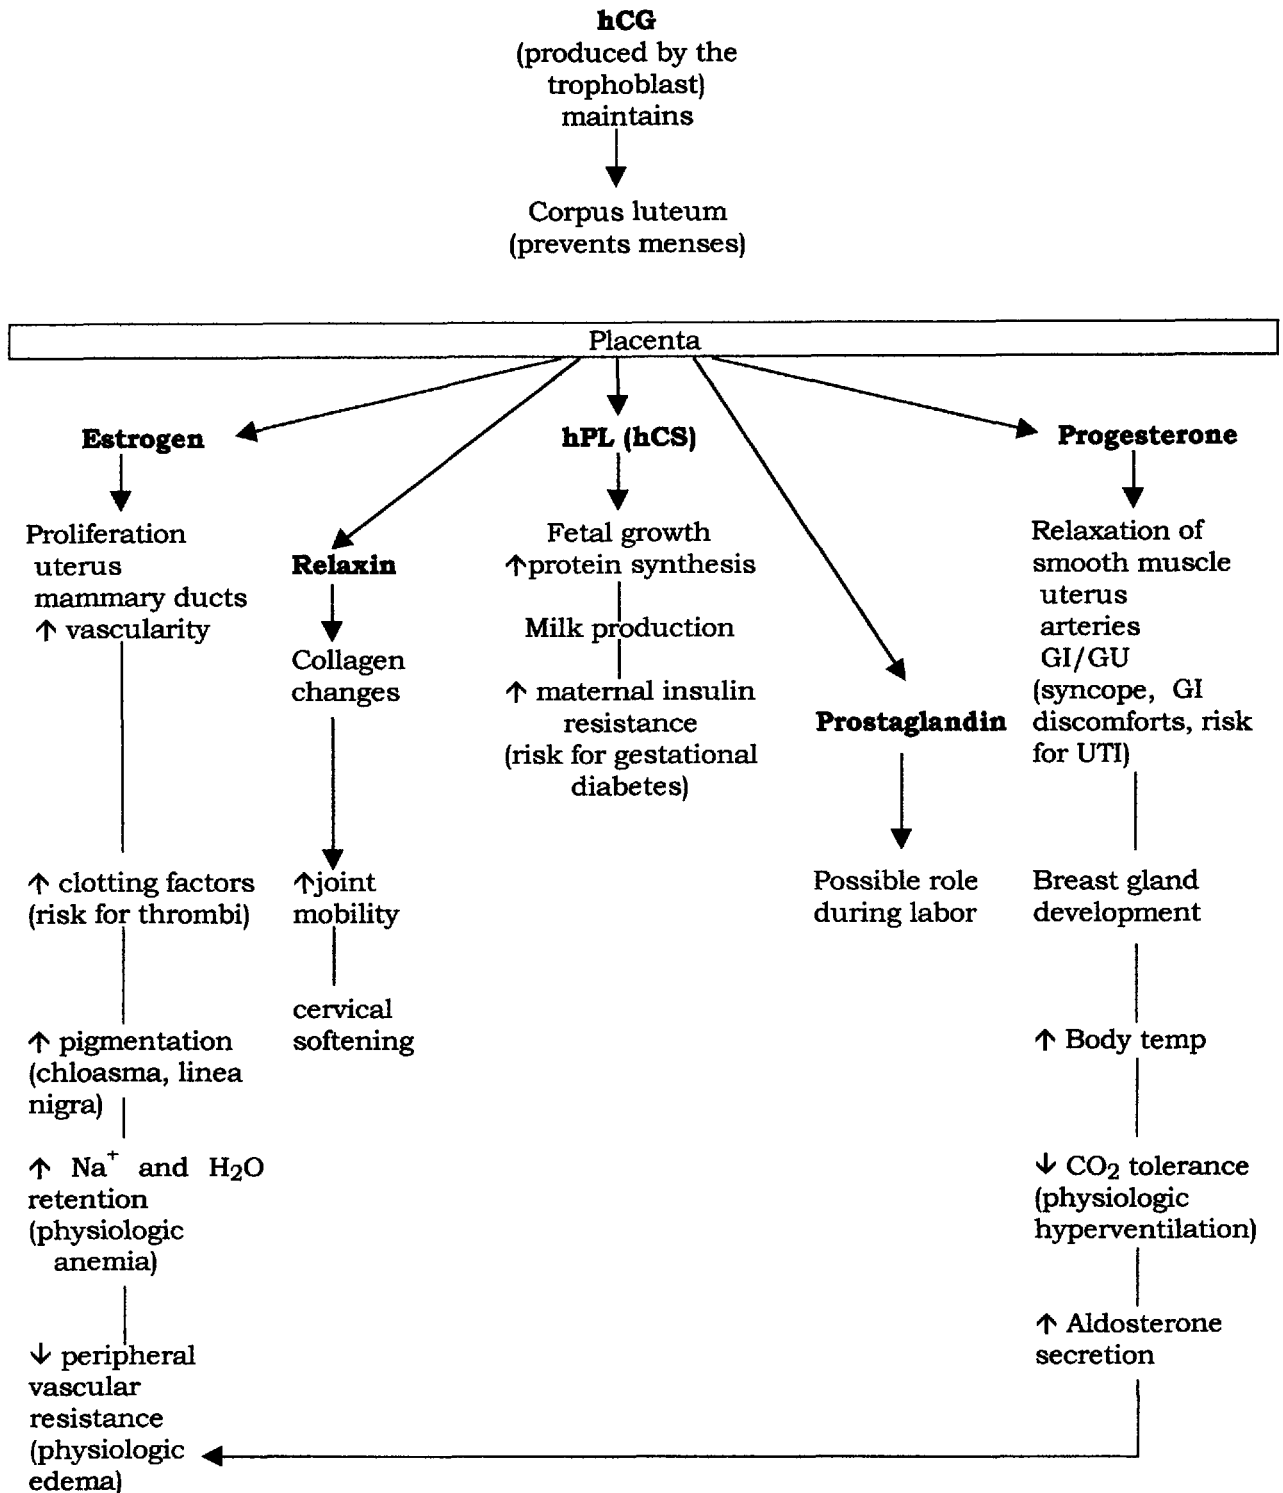 hCG
(produced by the
trophoblast)
maintains
Corpus luteum
(prevents menses)
Placenta
Estrogen
Proliferation
uterus
mammary ducts
↑ vascularity
↑ clotting factors
(risk for thrombi)
↑ pigmentation
(chloasma, linea
nigra)
↑ Na⁺ and H₂O
retention
(physiologic
anemia)
↓ peripheral
vascular
resistance
(physiologic
edema)
Relaxin
Collagen
changes
↑joint
mobility
cervical
softening
hPL (hCS)
Fetal growth
↑protein synthesis
Milk production
↑ maternal insulin
resistance
(risk for gestational
diabetes)
Prostaglandin
Possible role
during labor
Progesterone
Relaxation of
smooth muscle
uterus
arteries
GI/GU
(syncope, GI
discomforts, risk
for UTI)
Breast gland
development
↑ Body temp
↓ CO₂ tolerance
(physiologic
hyperventilation)
↑ Aldosterone
secretion